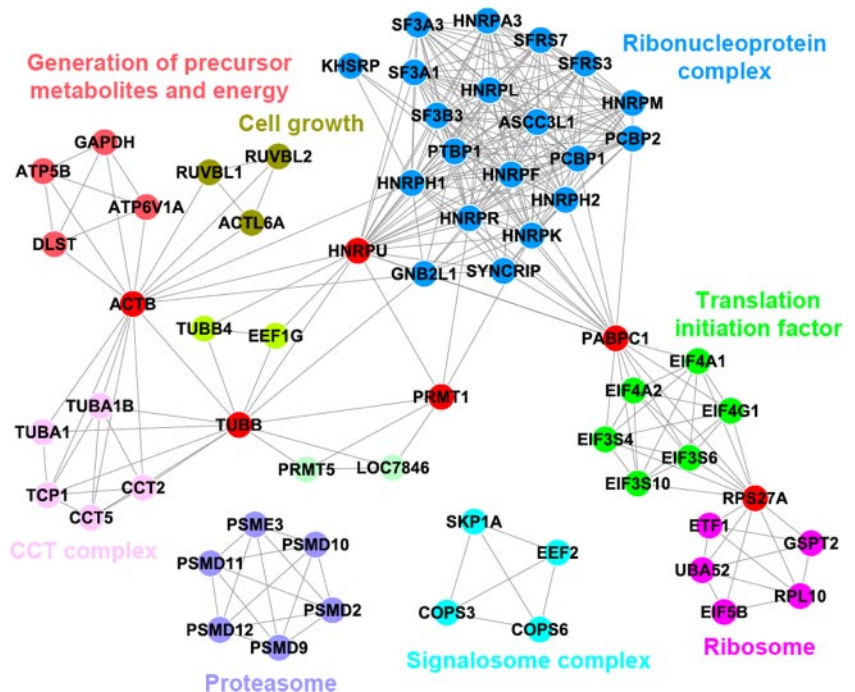 SF3A3
HNRPA3
SFRS7
SFRS3
KHSRP
SF3A1
HNRPL
HNRPM
SF3B3
ASCC3L1
PCBP2
PTBP1
PCBP1
HNRPH1
HNRPF
HNRPH2
HNRPR
HNRPK
HNRPU
GNB2L1
SYNCRIP
Ribonucleoprotein
complex
Generation of precursor
metabolites and energy
GAPDH
ATP5B
ATP6V1A
DLST
Cell growth
RUVBL2
RUVBL1
ACTL6A
ACTB
TUBB4
EEF1G
TUBB
PRMT1
PRMT5
LOC7846
TUBA1B
TUBA1
TCP1
CCT2
CCT5
CCT complex
PABPC1
Translation
initiation factor
EIF4A1
EIF4A2
EIF4G1
EIF3S4
EIF3S6
EIF3S10
RPS27A
ETF1
GSPT2
UBA52
RPL10
EIF5B
Ribosome
PSME3
PSMD10
PSMD11
PSMD2
PSMD12
PSMD9
Proteasome
SKP1A
EEF2
COPS3
COPS6
Signalosome complex